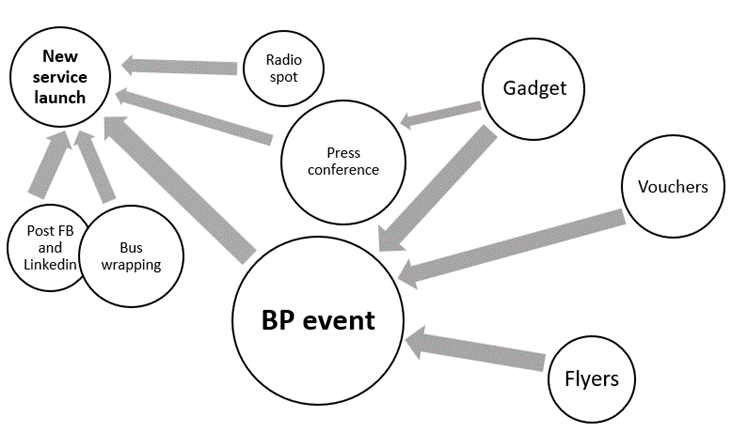 New
service
launch
Radio
spot
Gadget
Press
conference
Vouchers
Post FB
and
Linkedin
Bus
wrapping
BP event
Flyers